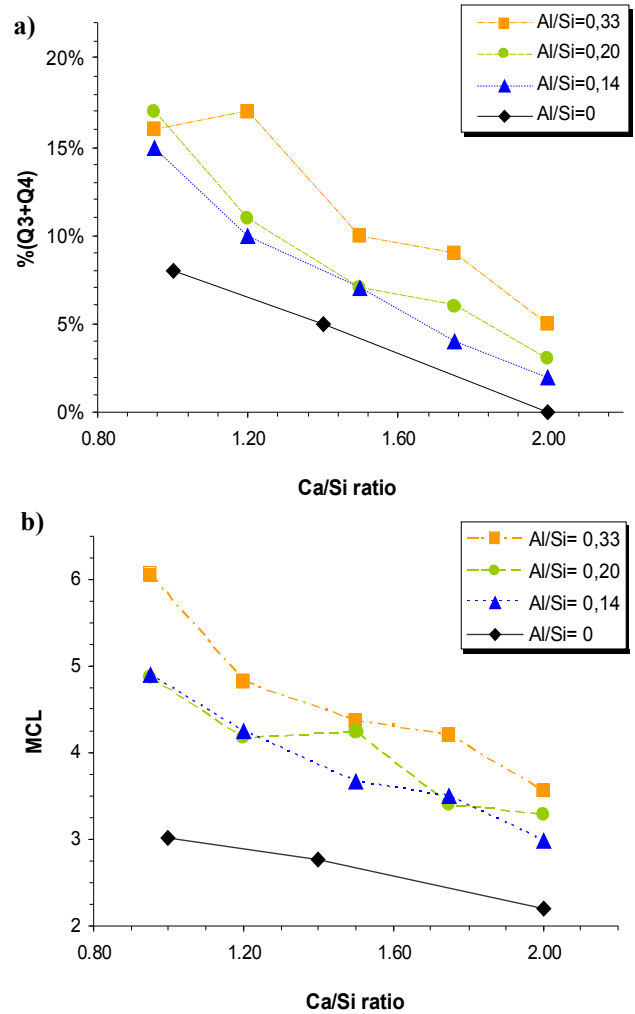 a)
Al/Si=0,33
Al/Si=0,20
Al/Si=0,14
Al/Si=0
20%
15%
10%
5%
0%
%(Q3+Q4)
0.80 1.20 1.60 2.00
Ca/Si ratio
b)
Al/Si= 0,33
Al/Si= 0,20
Al/Si= 0,14
Al/Si= 0
6
5
4
3
2
MCL
0.80 1.20 1.60 2.00
Ca/Si ratio